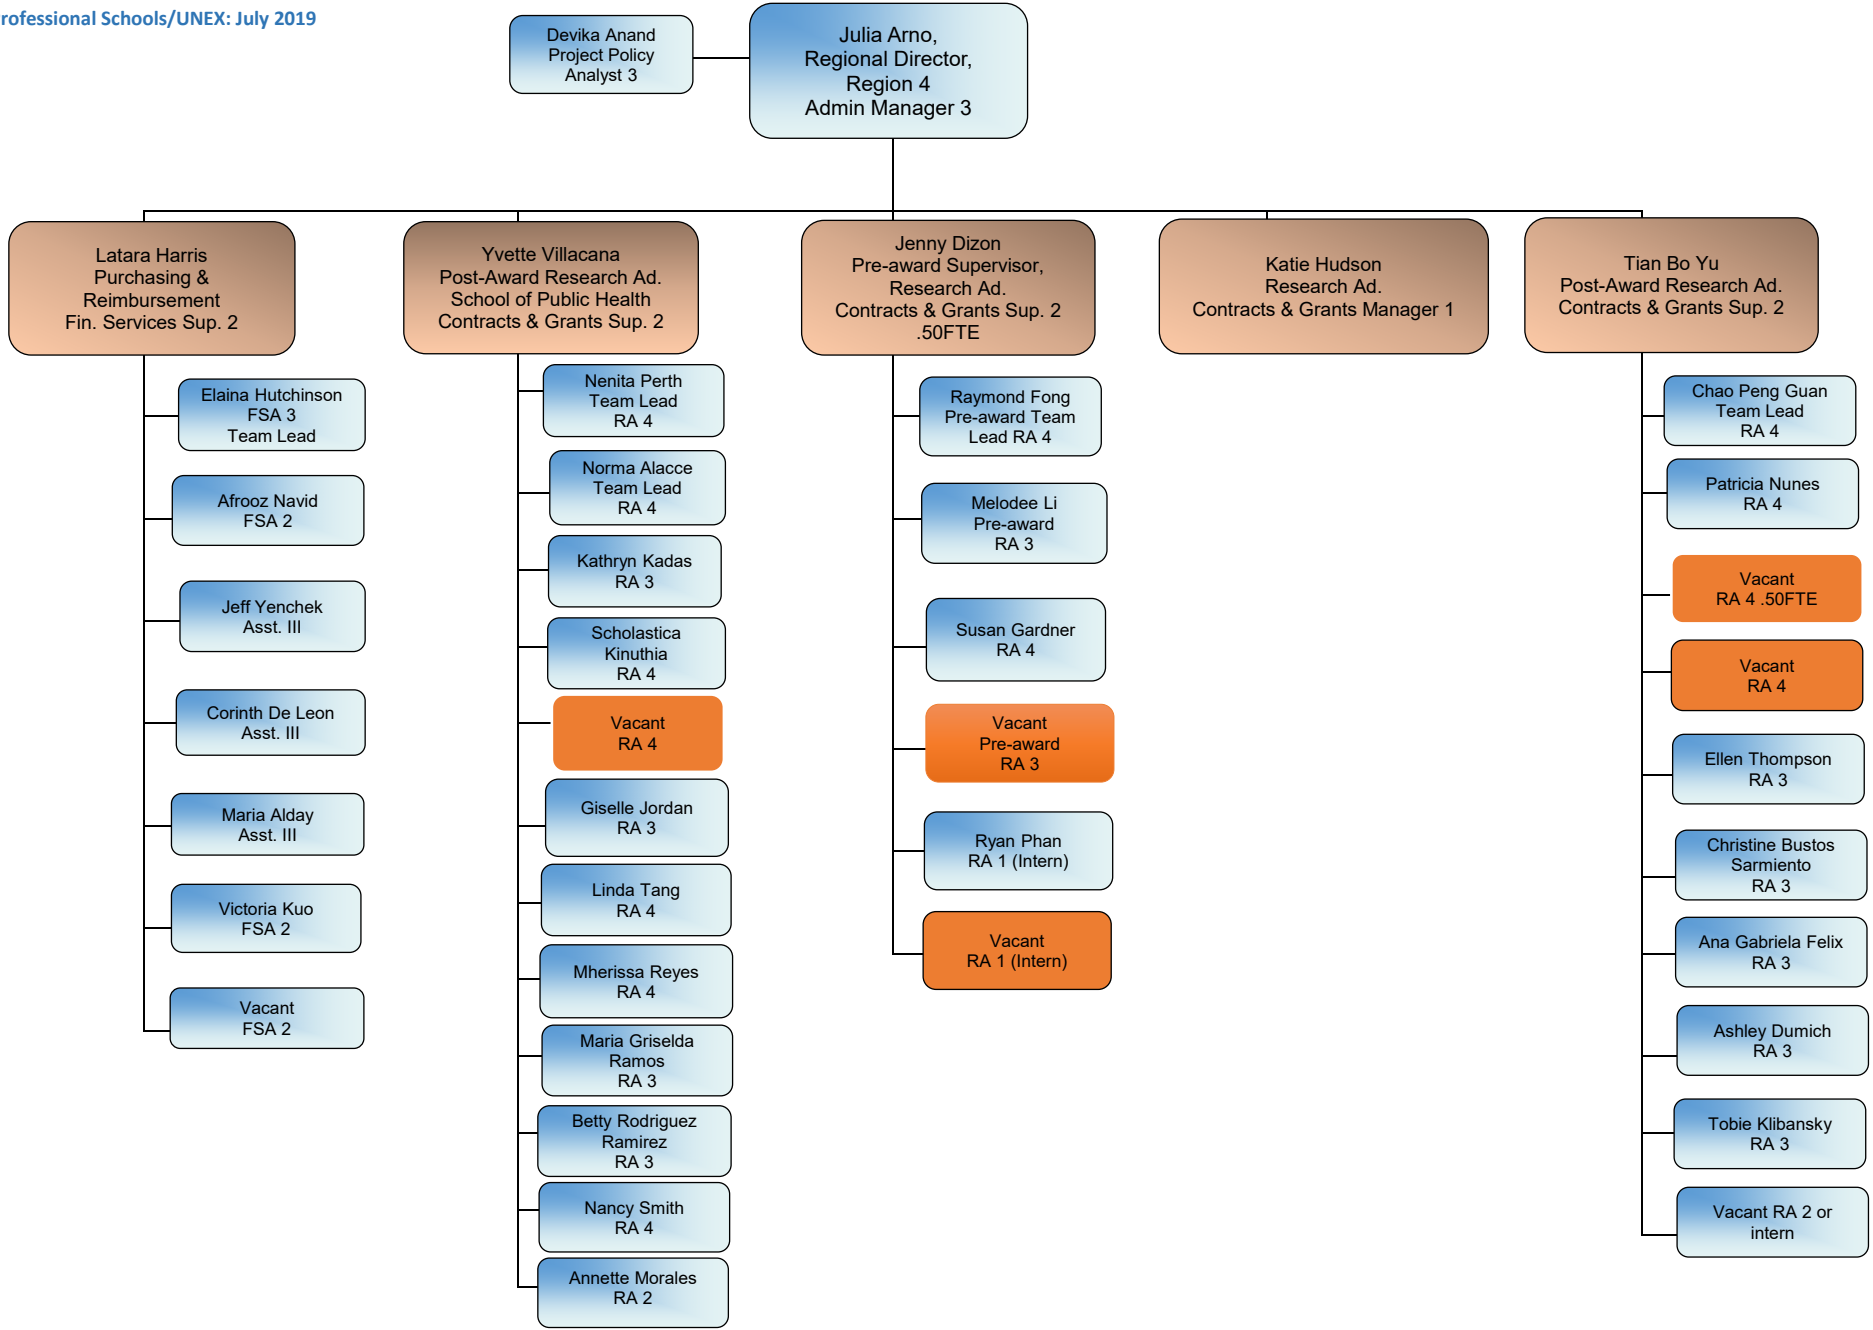 rofessional Schools/UNEX: July 2019
Devika Anand
Project Policy
Analyst 3
Julia Arno,
Regional Director,
Region 4
Admin Manager 3
Latara Harris
Purchasing &
Reimbursement
Fin. Services Sup. 2
Yvette Villacana
Post-Award Research Ad.
School of Public Health
Contracts & Grants Sup. 2
Jenny Dizon
Pre-award Supervisor,
Research Ad.
Contracts & Grants Sup. 2
.50FTE
Katie Hudson
Research Ad.
Contracts & Grants Manager 1
Tian Bo Yu
Post-Award Research Ad.
Contracts & Grants Sup. 2
Elaina Hutchinson
FSA 3
Team Lead
Afrooz Navid
FSA 2
Jeff Yenchek
Asst. III
Corinth De Leon
Asst. III
Maria Alday
Asst. III
Victoria Kuo
FSA 2
Vacant
FSA 2
Nenita Perth
Team Lead
RA 4
Norma Alacce
Team Lead
RA 4
Kathryn Kadas
RA 3
Scholastica
Kinuthia
RA 4
Vacant
RA 4
Giselle Jordan
RA 3
Linda Tang
RA 4
Mherissa Reyes
RA 4
Maria Griselda
Ramos
RA 3
Betty Rodriguez
Ramirez
RA 3
Nancy Smith
RA 4
Annette Morales
RA 2
Raymond Fong
Pre-award Team
Lead RA 4
Melodee Li
Pre-award
RA 3
Susan Gardner
RA 4
Vacant
Pre-award
RA 3
Ryan Phan
RA 1 (Intern)
Vacant
RA 1 (Intern)
Chao Peng Guan
Team Lead
RA 4
Patricia Nunes
RA 4
Vacant
RA 4 .50FTE
Vacant
RA 4
Ellen Thompson
RA 3
Christine Bustos
Sarmiento
RA 3
Ana Gabriela Felix
RA 3
Ashley Dumich
RA 3
Tobie Klibansky
RA 3
Vacant RA 2 or
intern